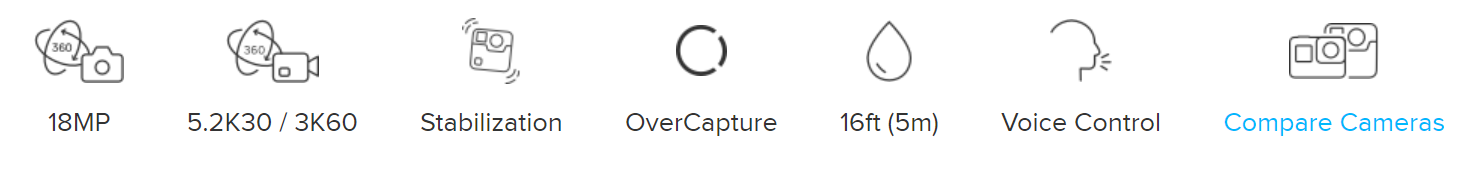 360
360
18MP
5.2K30 / 3K60
Stabilization
OverCapture
16ft (5m)
Voice Control
Compare Cameras